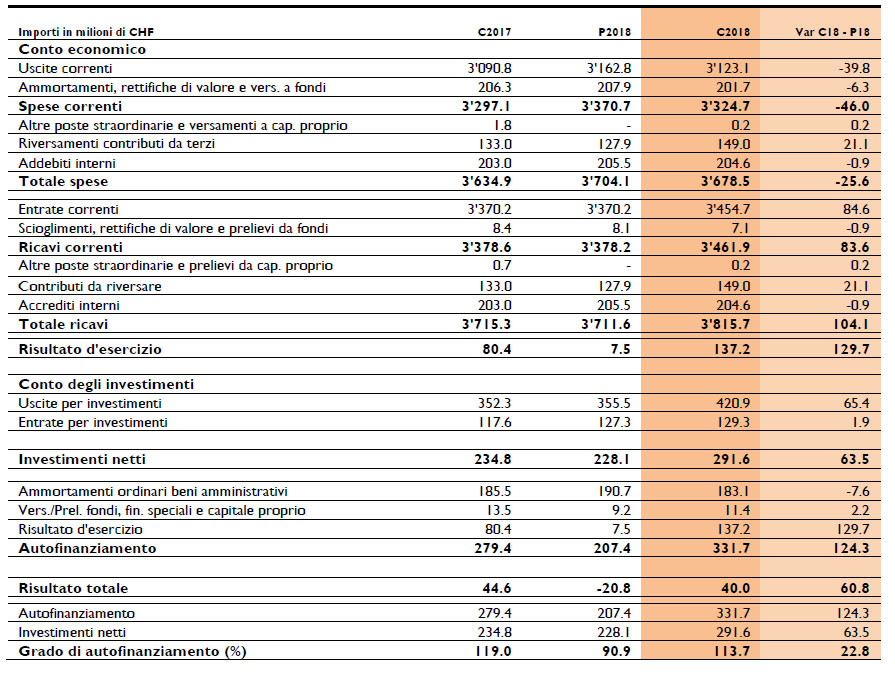 Importi in milioni di CHF C2017 P2018 C2018 Var C18 - P18
Conto economico
Uscite correnti 3'090.8 3'162.8 3'123.1 -39.8
Ammortamenti, rettifiche di valore e vers. a fondi 206.3 207.9 201.7 -6.3
Spese correnti 3'297.1 3'370.7 3'324.7 -46.0
Altre poste straordinarie e versamenti a cap. proprio 1.8 - 0.2 0.2
Riversamenti contributi da terzi 133.0 127.9 149.0 21.1
Addebiti interni 203.0 205.5 204.6 -0.9
Totale spese 3'634.9 3'704.1 3'678.5 -25.6
Entrate correnti 3'370.2 3'370.2 3'454.7 84.6
Scioglimenti, rettifiche di valore e prelievi da fondi 8.4 8.1 7.1 -0.9
Ricavi correnti 3'378.6 3'378.2 3'461.9 83.6
Altre poste straordinarie e prelievi da cap. proprio 0.7 - 0.2 0.2
Contributi da riversare 133.0 127.9 149.0 21.1
Accrediti interni 203.0 205.5 204.6 -0.9
Totale ricavi 3'715.3 3'711.6 3'815.7 104.1
Risultato d'esercizio 80.4 7.5 137.2 129.7
Conto degli investimenti
Uscite per investimenti 352.3 355.5 420.9 65.4
Entrate per investimenti 117.6 127.3 129.3 1.9
Investimenti netti 234.8 228.1 291.6 63.5
Ammortamenti ordinari beni amministrativi 185.5 190.7 183.1 -7.6
Vers./Prel. fondi, fin. speciali e capitale proprio 13.5 9.2 11.4 2.2
Risultato d'esercizio 80.4 7.5 137.2 129.7
Autofinanziamento 279.4 207.4 331.7 124.3
Risultato totale 44.6 -20.8 40.0 60.8
Autofinanziamento 279.4 207.4 331.7 124.3
Investimenti netti 234.8 228.1 291.6 63.5
Grado di autofinanziamento (%) 119.0 90.9 113.7 22.8